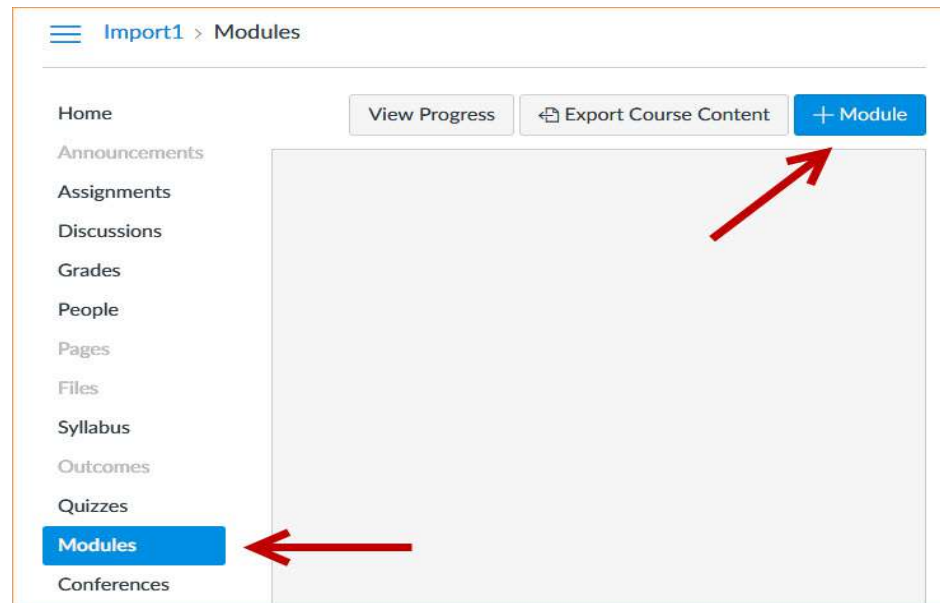 Import1 > Modules
View Progress Export Course Content + Module
Home
Announcements
Assignments
Discussions
Grades
People
Pages
Files
Syllabus
Outcomes
Quizzes
Modules
Conferences